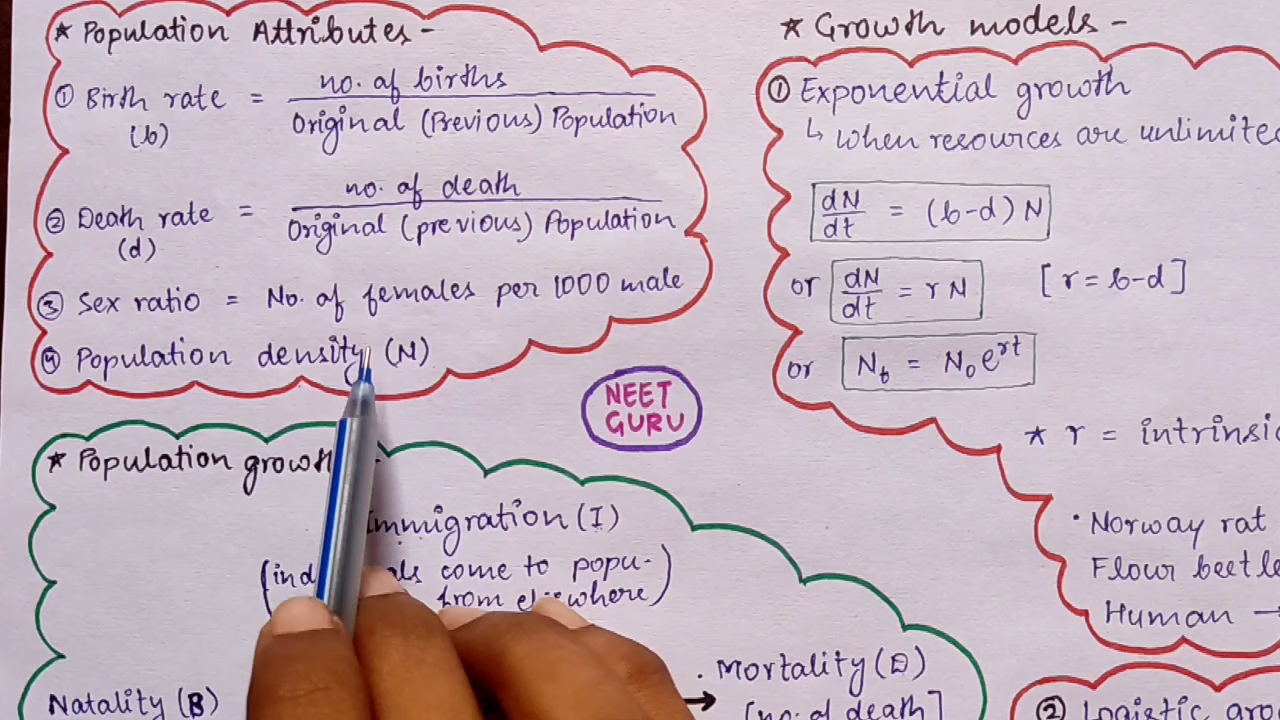 * Population Attributes -
① Birth rate = no. of births
(b) Original (Previous) Population
② Death rate = no. of death
(d) Original (previous) Population
③ Sex ratio = No. of females per 1000 male
④ Population density (N)
NEET
GURU
* Population growth
Immigration (I)
come to popu-
from elsewhere)
Natality (B)
. Mortality (D)
[no. of death]
* Growth models -
① Exponential growth
↳ when resources are unlimited
dN/dt = (b-d) N
or dN/dt = rN [r = b-d]
or Nt = N₀e^rt
* r =
· Norway rat
Flour beetle
Human →
② Logistic